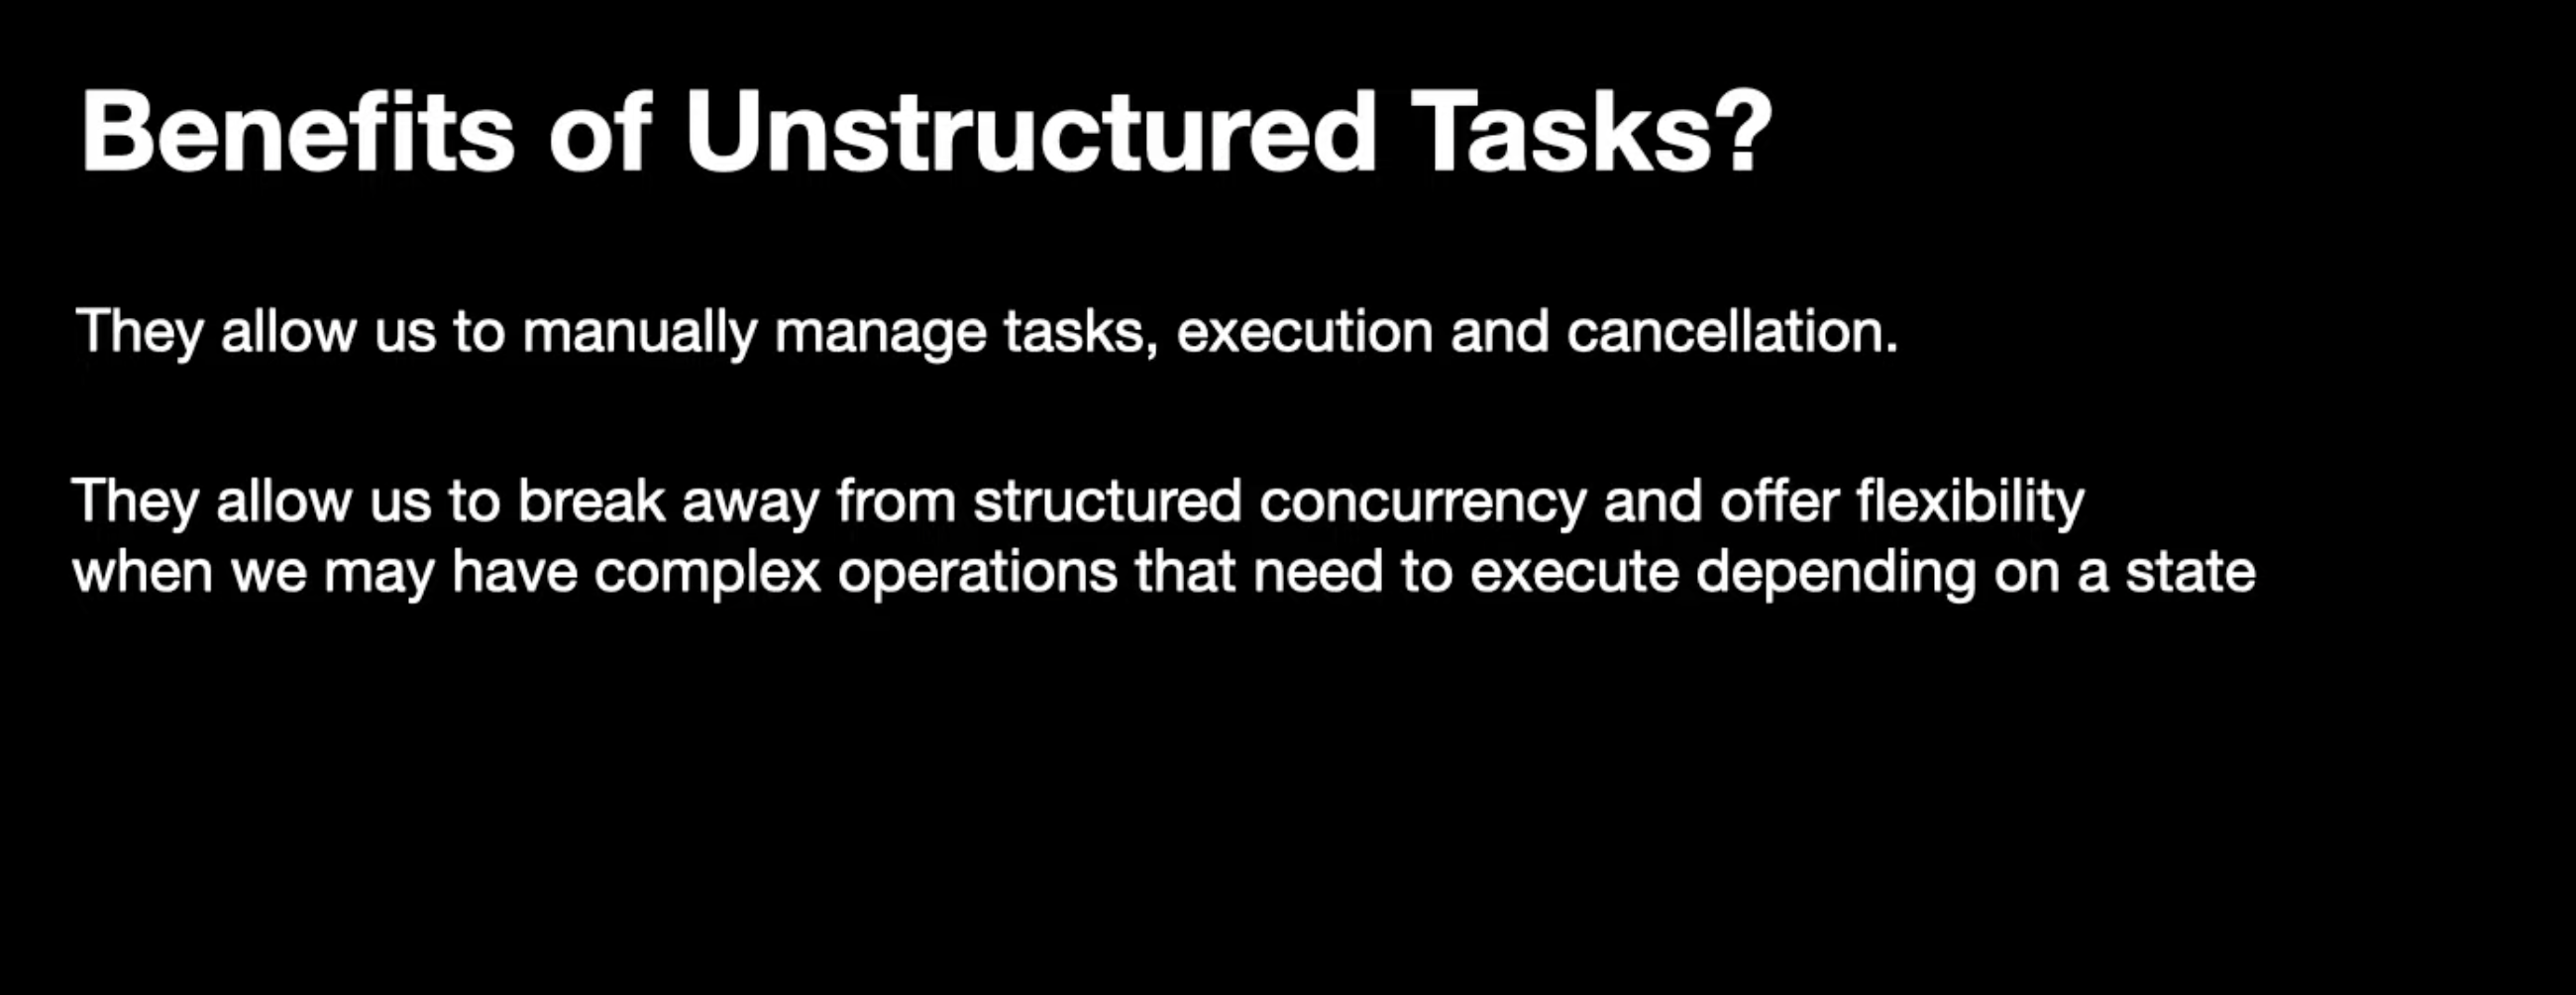 Benefits of Unstructured Tasks?
They allow us to manually manage tasks, execution and cancellation.
They allow us to break away from structured concurrency and offer flexibility
when we may have complex operations that need to execute depending on a state